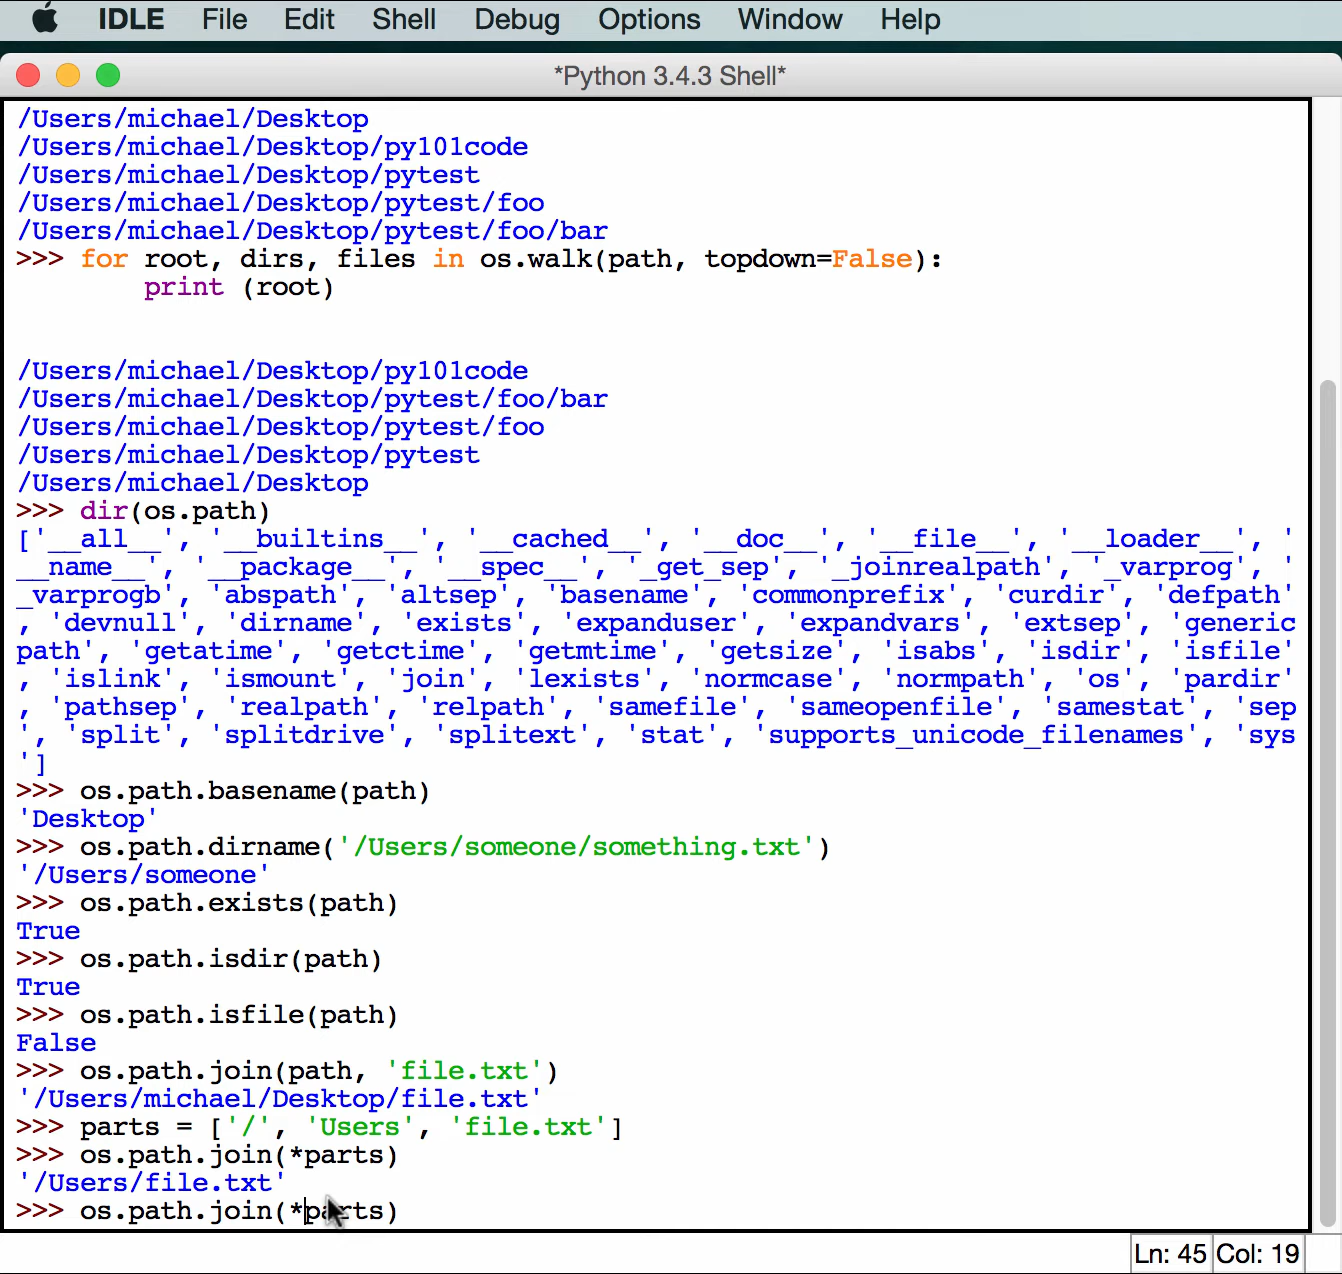 IDLE File Edit Shell Debug Options Window Help
*Python 3.4.3 Shell*
/Users/michael/Desktop
/Users/michael/Desktop/py101code
/Users/michael/Desktop/pytest
/Users/michael/Desktop/pytest/foo
/Users/michael/Desktop/pytest/foo/bar
>>> for root, dirs, files in os.walk(path, topdown=False):
        print (root)
/Users/michael/Desktop/py101code
/Users/michael/Desktop/pytest/foo/bar
/Users/michael/Desktop/pytest/foo
/Users/michael/Desktop/pytest
/Users/michael/Desktop
>>> dir(os.path)
['__all__', '__builtins__', '__cached__', '__doc__', '__file__', '__loader__', '
__name__', '__package__', '__spec__', '_get_sep', '_joinrealpath', '_varprog', '
_varprogb', 'abspath', 'altsep', 'basename', 'commonprefix', 'curdir', 'defpath'
, 'devnull', 'dirname', 'exists', 'expanduser', 'expandvars', 'extsep', 'generic
path', 'getatime', 'getctime', 'getmtime', 'getsize', 'isabs', 'isdir', 'isfile'
, 'islink', 'ismount', 'join', 'lexists', 'normcase', 'normpath', 'os', 'pardir'
, 'pathsep', 'realpath', 'relpath', 'samefile', 'sameopenfile', 'samestat', 'sep
', 'split', 'splitdrive', 'splitext', 'stat', 'supports_unicode_filenames', 'sys
']
>>> os.path.basename(path)
'Desktop'
>>> os.path.dirname('/Users/someone/something.txt')
'/Users/someone'
>>> os.path.exists(path)
True
>>> os.path.isdir(path)
True
>>> os.path.isfile(path)
False
>>> os.path.join(path, 'file.txt')
'/Users/michael/Desktop/file.txt'
>>> parts = ['/', 'Users', 'file.txt']
>>> os.path.join(*parts)
'/Users/file.txt'
>>> os.path.join(*parts)
Ln: 45 Col: 19